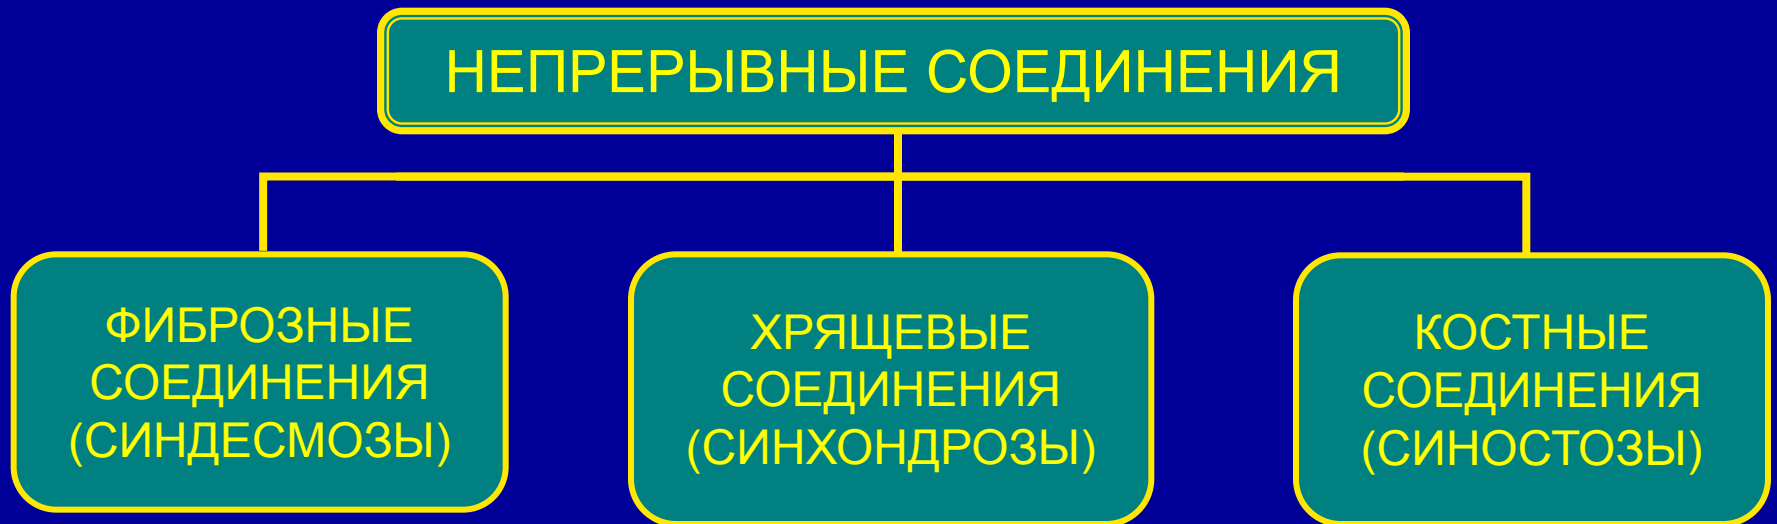 НЕПРЕРЫВНЫЕ СОЕДИНЕНИЯ
ФИБРОЗНЫЕ
СОЕДИНЕНИЯ
(СИНДЕСМОЗЫ)
ХРЯЩЕВЫЕ
СОЕДИНЕНИЯ
(СИНХОНДРОЗЫ)
КОСТНЫЕ
СОЕДИНЕНИЯ
(СИНОСТОЗЫ)